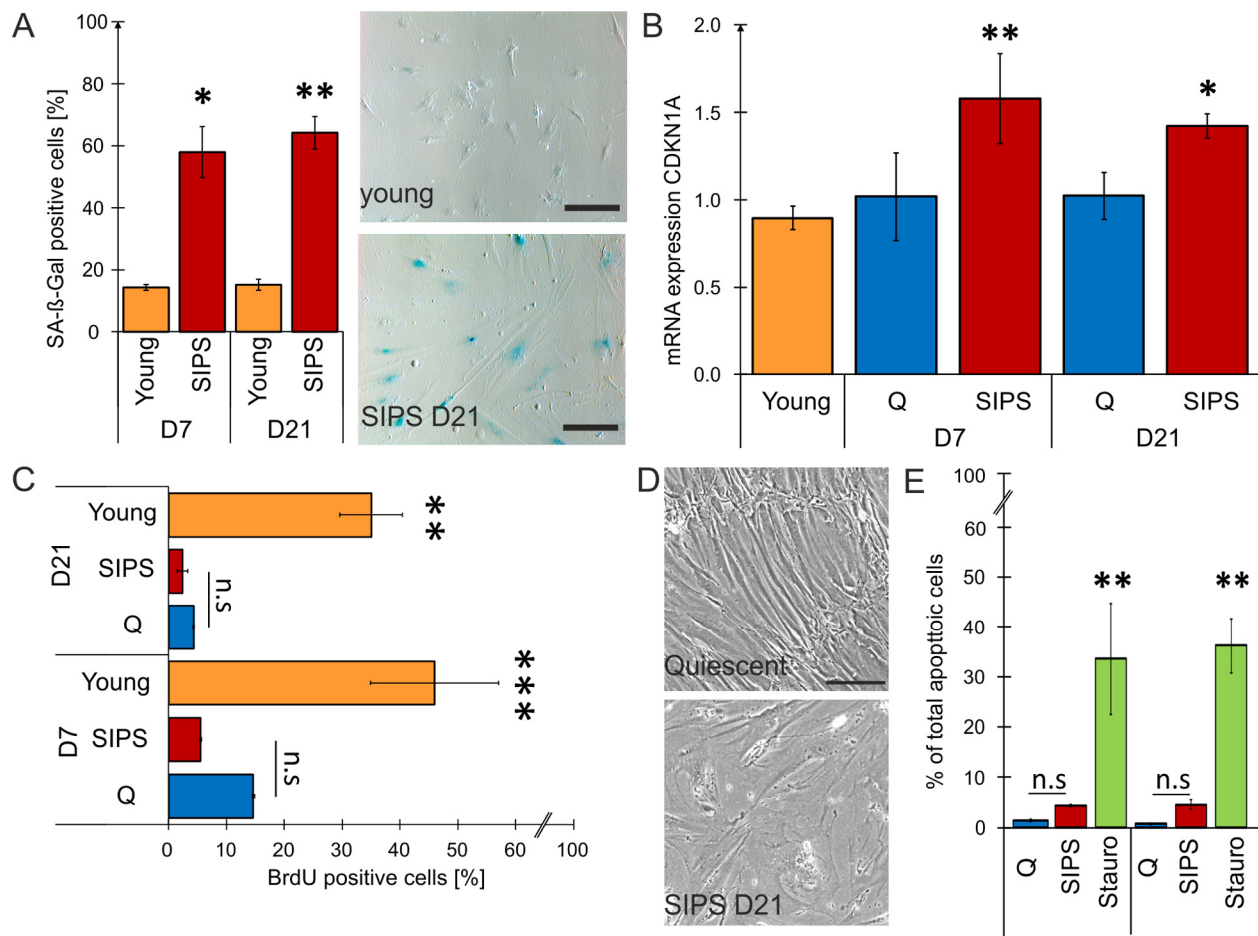 A
100
80
60
40
20
0
SA-ß-Gal positive cells [%]
*
**
Young
SIPS
Young
SIPS
D7
D21
young
SIPS D21
B
2.0
1.5
1.0
0.5
0.0
mRNA expression CDKN1A
**
*
Young
Q
SIPS
Q
SIPS
D7
D21
C
D21
Young
SIPS
Q
**
n.s
D7
Young
SIPS
Q
***
n.s
0 10 20 30 40 50 60 100
BrdU positive cells [%]
D
Quiescent
SIPS D21
E
100
60
50
40
30
20
10
0
% of total apopttoic cells
n.s
**
n.s
**
Q
SIPS
Stauro
Q
SIPS
Stauro